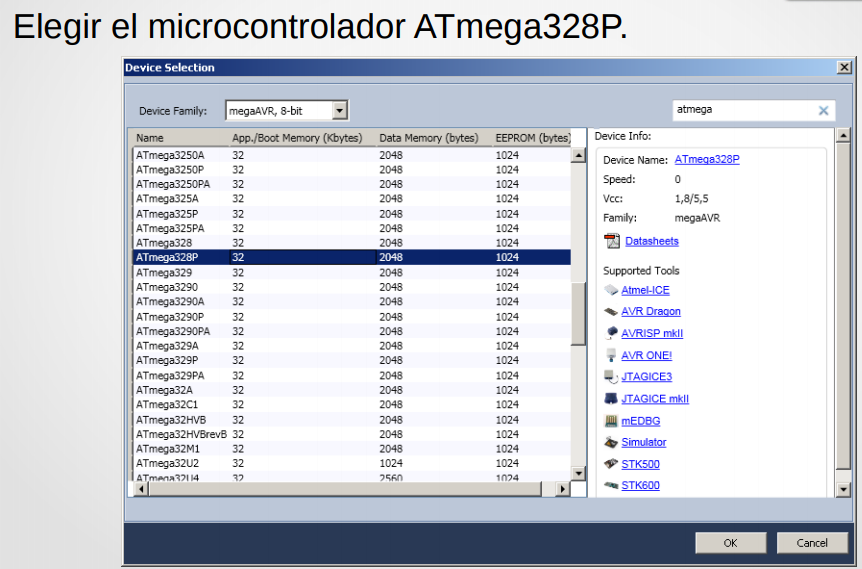 Elegir el microcontrolador ATmega328P.
Device Selection
Device Family: megaAVR, 8-bit
atmega
Name App./Boot Memory (Kbytes) Data Memory (bytes) EEPROM (bytes)
ATmega3250A 32 2048 1024
ATmega3250P 32 2048 1024
ATmega3250PA 32 2048 1024
ATmega325A 32 2048 1024
ATmega325P 32 2048 1024
ATmega325PA 32 2048 1024
ATmega328 32 2048 1024
ATmega328P 32 2048 1024
ATmega329 32 2048 1024
ATmega3290 32 2048 1024
ATmega3290A 32 2048 1024
ATmega3290P 32 2048 1024
ATmega3290PA 32 2048 1024
ATmega329A 32 2048 1024
ATmega329P 32 2048 1024
ATmega329PA 32 2048 1024
ATmega32A 32 2048 1024
ATmega32C1 32 2048 1024
ATmega32HVB 32 2048 1024
ATmega32HVBrevB 32 2048 1024
ATmega32M1 32 2048 1024
ATmega32U2 32 1024 1024
ATmega32U4 32 2560 1024
Device Info:
Device Name: ATmega328P
Speed: 0
Vcc: 1,8/5,5
Family: megaAVR
Datasheets
Supported Tools
Atmel-ICE
AVR Dragon
AVRISP mkII
AVR ONE!
JTAGICE3
JTAGICE mkII
mEDBG
Simulator
STK500
STK600
OK
Cancel